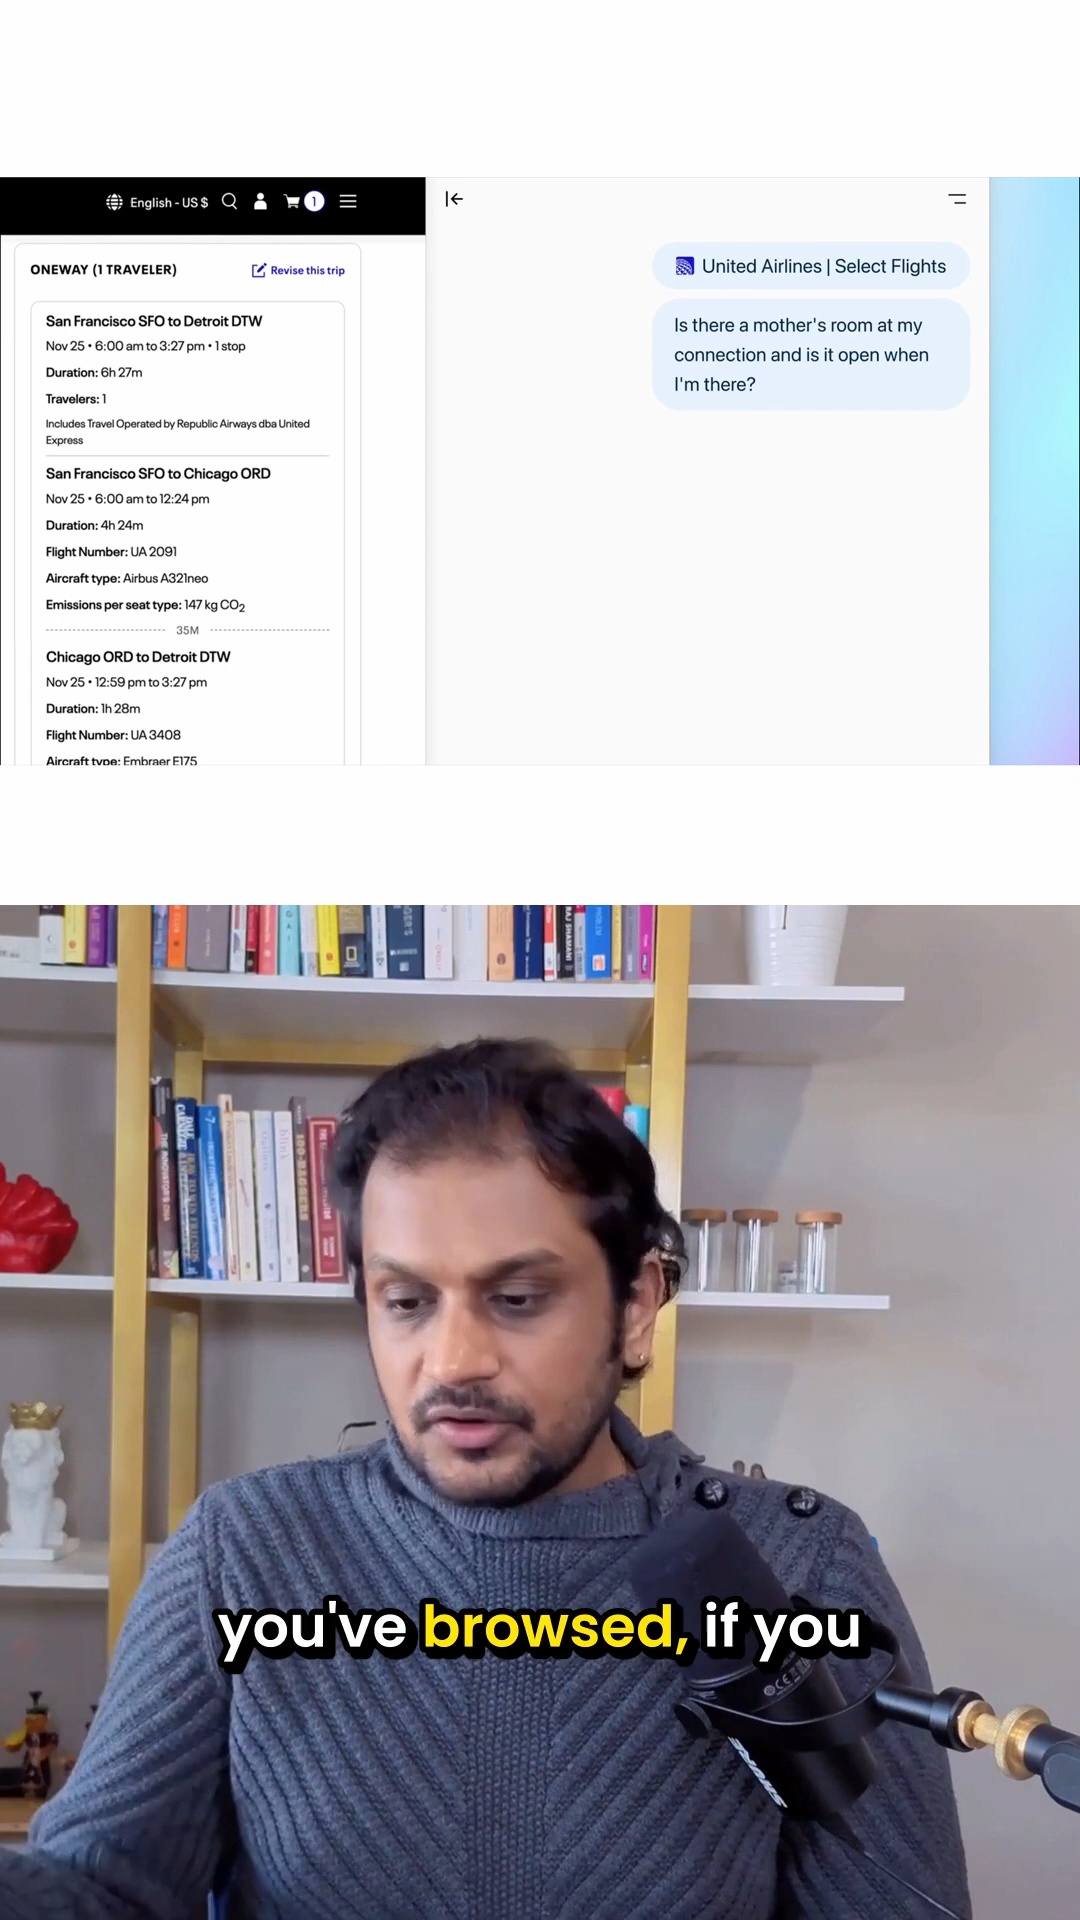 English - US $
1
ONEWAY (1 TRAVELER)
Revise this trip
San Francisco SFO to Detroit DTW
Nov 25 • 6:00 am to 3:27 pm • 1 stop
Duration: 6h 27m
Travelers: 1
Includes Travel Operated by Republic Airways dba United
Express
San Francisco SFO to Chicago ORD
Nov 25 • 6:00 am to 12:24 pm
Duration: 4h 24m
Flight Number: UA 2091
Aircraft type: Airbus A321neo
Emissions per seat type: 147 kg CO2
35M
Chicago ORD to Detroit DTW
Nov 25 • 12:59 pm to 3:27 pm
Duration: 1h 28m
Flight Number: UA 3408
Aircraft type: Embraer E175
United Airlines | Select Flights
Is there a mother's room at my
connection and is it open when
I'm there?
RAJ SHAMANI
THE INNOVATOR'S DNA
blink
you've browsed, if you